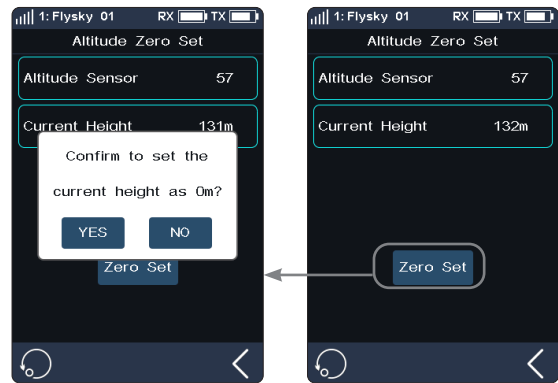 1: Flysky 01 RX TX
Altitude Zero Set
Altitude Sensor 57
Current Height 131m
Confirm to set the
current height as 0m?
YES NO
Zero Set
1: Flysky 01 RX TX
Altitude Zero Set
Altitude Sensor 57
Current Height 132m
Zero Set